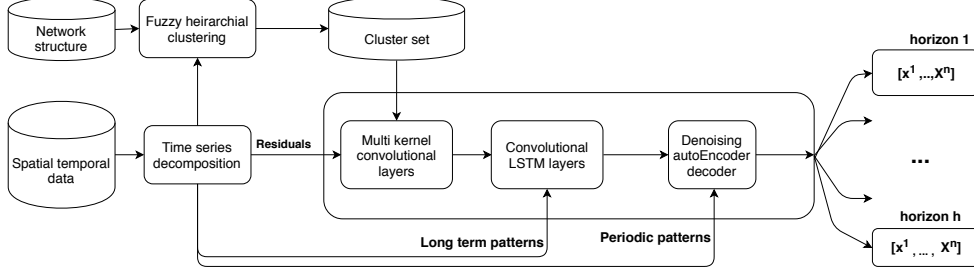 Network
structure
Fuzzy heirarchial
clustering
Cluster set
horizon 1
[x¹ ,..,Xⁿ]
Spatial temporal
data
Time series
decomposition
Residuals
Multi kernel
convolutional
layers
Convolutional
LSTM layers
Denoising
autoEncoder
decoder
...
Long term patterns
Periodic patterns
horizon h
[x¹ , ... , Xⁿ]